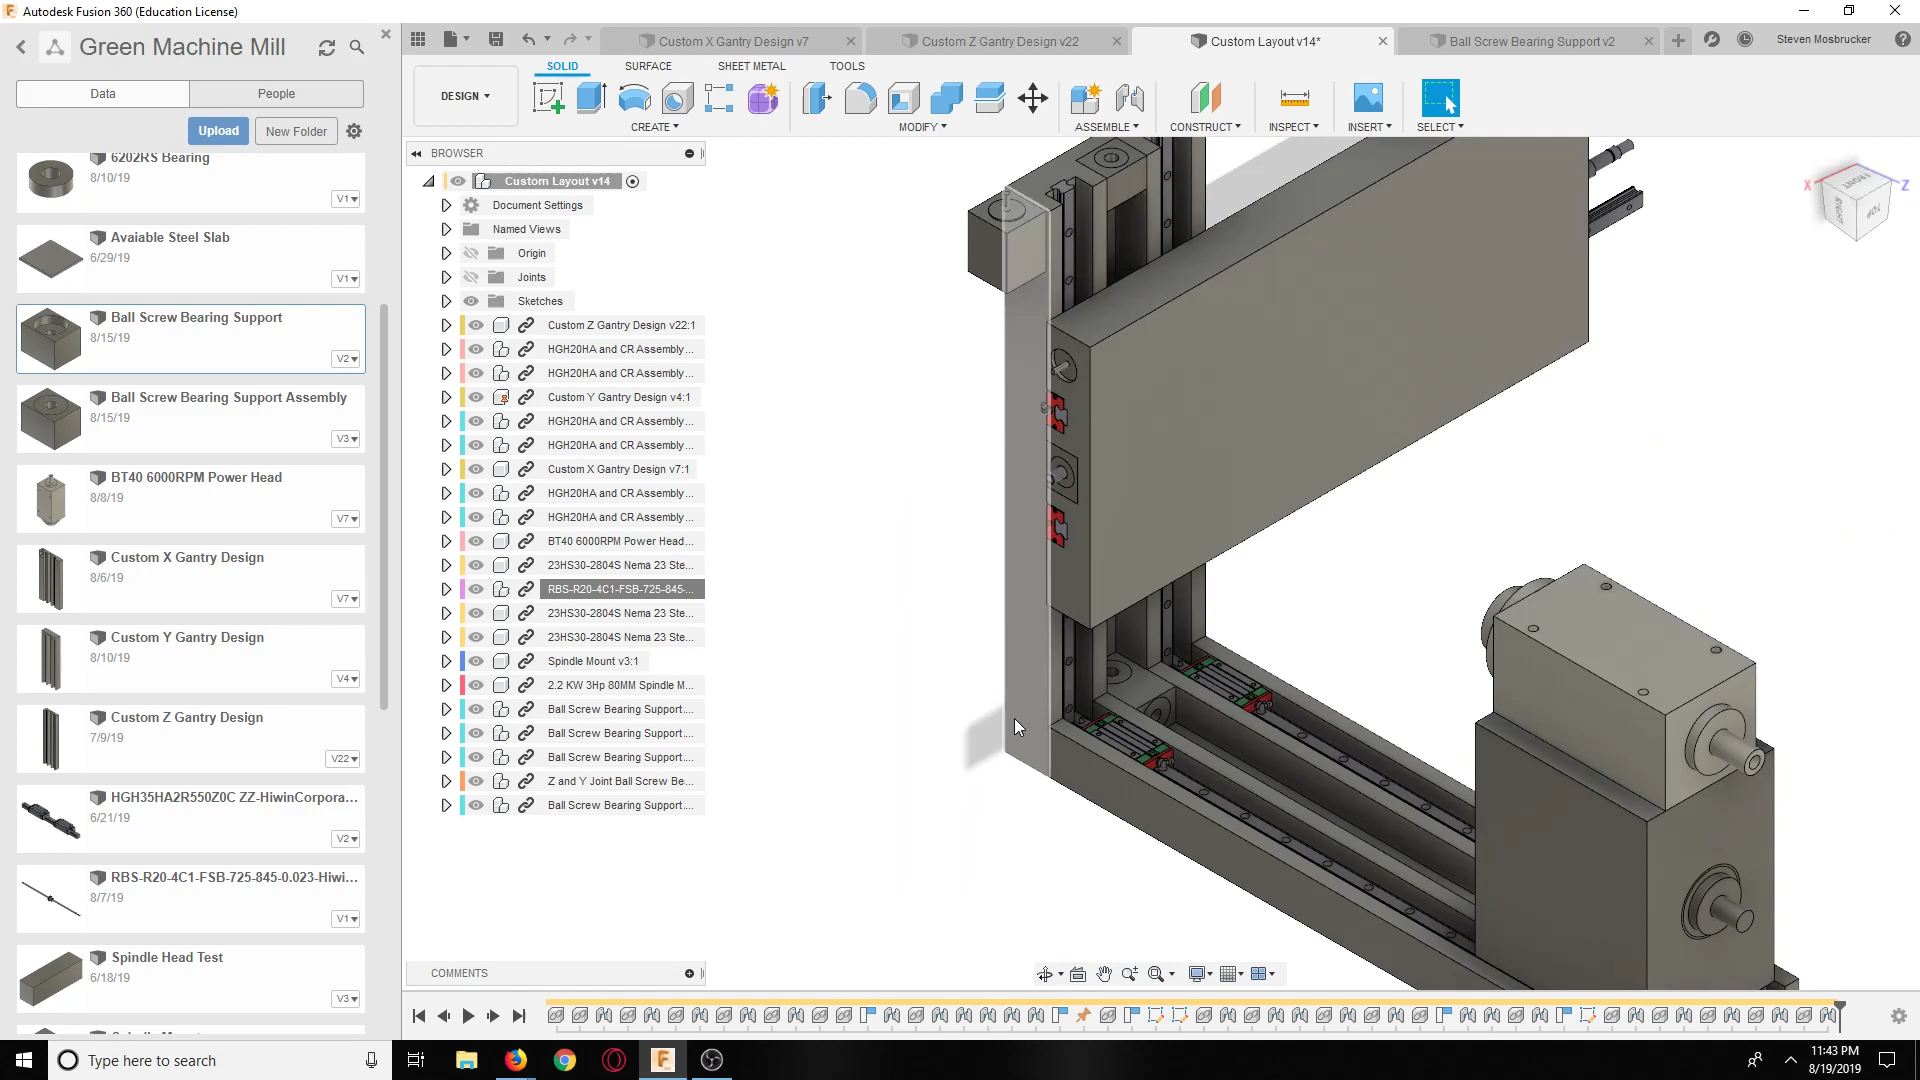 Autodesk Fusion 360 (Education License)
Green Machine Mill
Data
People
Upload
New Folder
6202RS Bearing
8/10/19
V1
Avaiable Steel Slab
6/29/19
V1
Ball Screw Bearing Support
8/15/19
V2
Ball Screw Bearing Support Assembly
8/15/19
V3
BT40 6000RPM Power Head
8/8/19
V7
Custom X Gantry Design
8/6/19
V7
Custom Y Gantry Design
8/10/19
V4
Custom Z Gantry Design
7/9/19
V22
HGH35HA2R550Z0C ZZ-HiwinCorpora...
6/21/19
V2
RBS-R20-4C1-FSB-725-845-0.023-Hiwi...
8/7/19
V1
Spindle Head Test
6/18/19
V3
Custom X Gantry Design v7
Custom Z Gantry Design v22
Custom Layout v14*
Ball Screw Bearing Support v2
Steven Mosbrucker
SOLID
SURFACE
SHEET METAL
TOOLS
DESIGN
CREATE
MODIFY
ASSEMBLE
CONSTRUCT
INSPECT
INSERT
SELECT
BROWSER
Custom Layout v14
Document Settings
Named Views
Origin
Joints
Sketches
Custom Z Gantry Design v22:1
HGH20HA and CR Assembly...
HGH20HA and CR Assembly...
Custom Y Gantry Design v4:1
HGH20HA and CR Assembly...
HGH20HA and CR Assembly...
Custom X Gantry Design v7:1
HGH20HA and CR Assembly...
HGH20HA and CR Assembly...
BT40 6000RPM Power Head...
23HS30-2804S Nema 23 Ste...
RBS-R20-4C1-FSB-725-845-...
23HS30-2804S Nema 23 Ste...
23HS30-2804S Nema 23 Ste...
Spindle Mount v3:1
2.2 KW 3Hp 80MM Spindle M...
Ball Screw Bearing Support....
Ball Screw Bearing Support....
Ball Screw Bearing Support....
Z and Y Joint Ball Screw Be...
Ball Screw Bearing Support....
X
Z
FRONT
RIGHT
TOP
COMMENTS
Type here to search
11:43 PM
8/19/2019